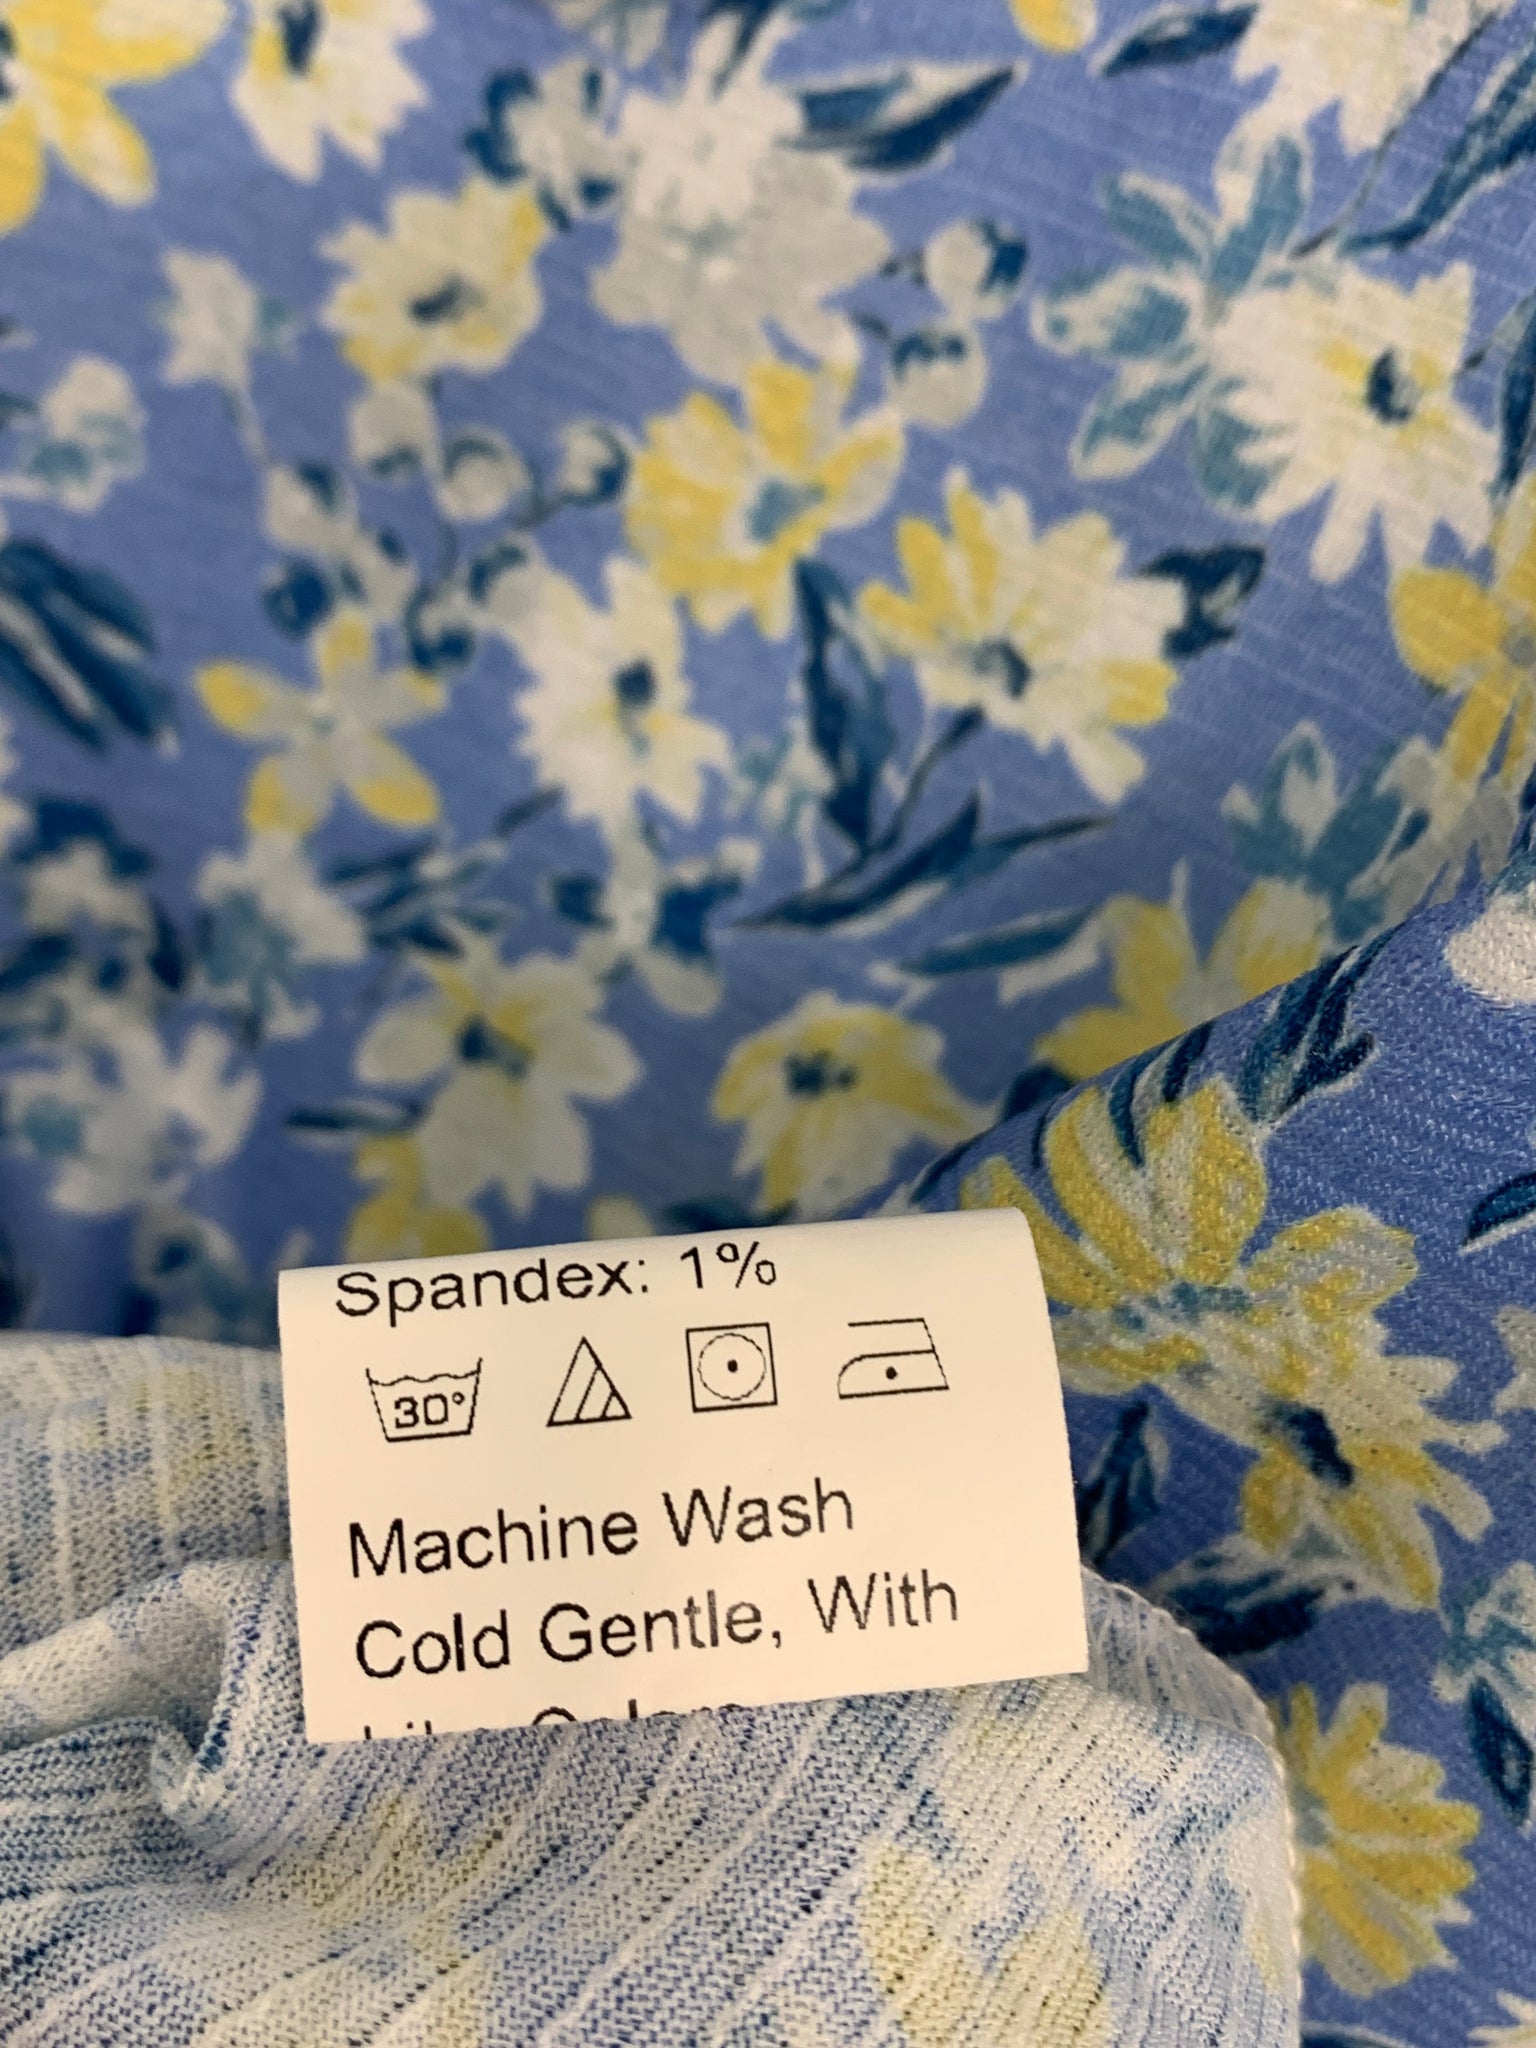 Spandex: 1%
30°
Machine Wash
Cold Gentle, With